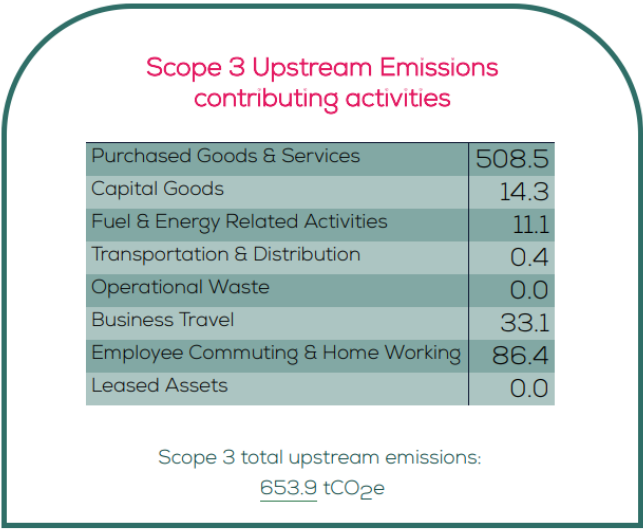 Scope 3 Upstream Emissions
contributing activities
Purchased Goods & Services 508.5
Capital Goods 14.3
Fuel & Energy Related Activities 11.1
Transportation & Distribution 0.4
Operational Waste 0.0
Business Travel 33.1
Employee Commuting & Home Working 86.4
Leased Assets 0.0
Scope 3 total upstream emissions:
653.9 tCO2e